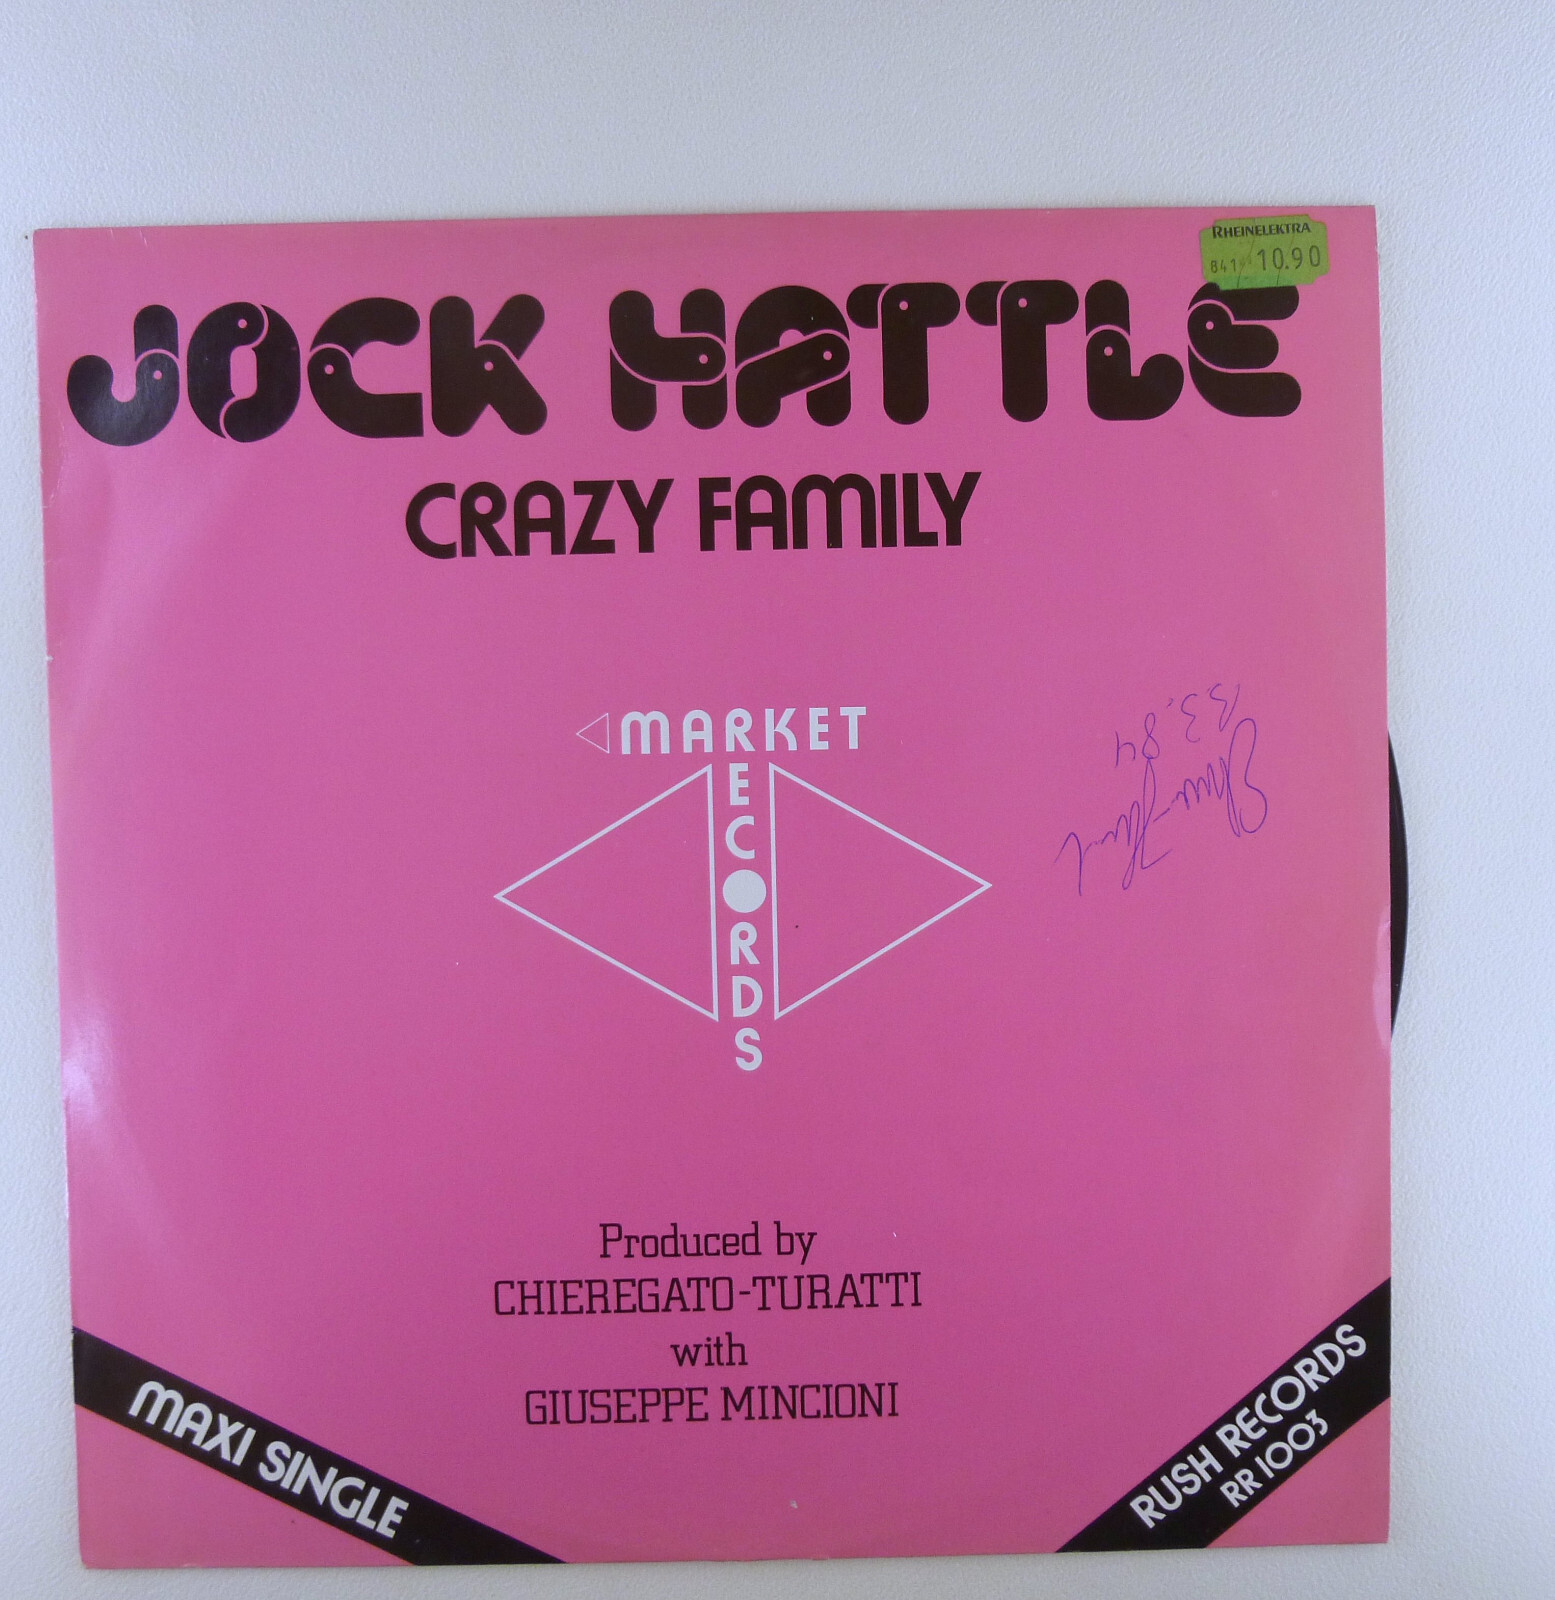 RHEINELEKTRA
841 10.90
JOCK HATTLE
CRAZY FAMILY
MARKET
RECORDS
Produced by
CHIEREGATO-TURATTI
with
GIUSEPPE MINCIONI
MAXI SINGLE
RUSH RECORDS
RR 1003